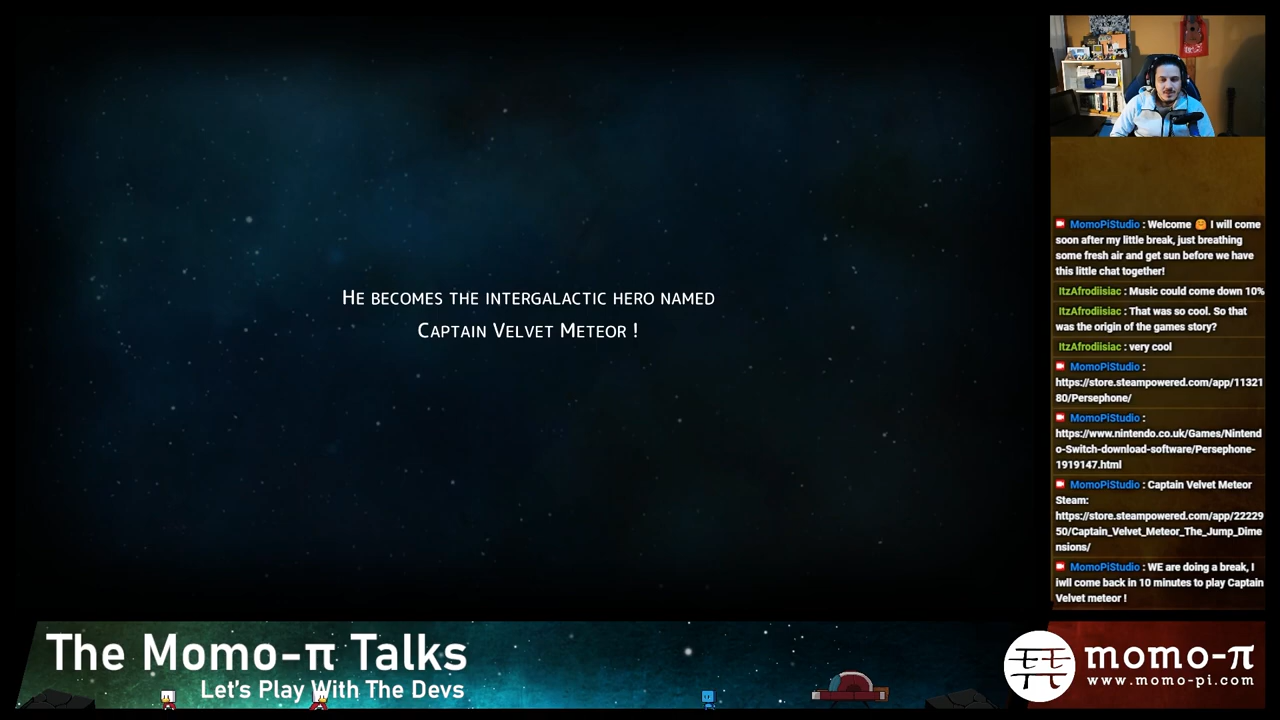 He becomes the intergalactic hero named
Captain Velvet Meteor !
MomoPiStudio : Welcome 🤗 I will come
soon after my little break, just breathing
some fresh air and get sun before we have
this little chat together!
ItzAfrodiisiac : Music could come down 10%
ItzAfrodiisiac : That was so cool. So that
was the origin of the games story?
ItzAfrodiisiac : very cool
MomoPiStudio :
https://store.steampowered.com/app/11321
80/Persephone/
MomoPiStudio :
https://www.nintendo.co.uk/Games/Nintend
o-Switch-download-software/Persephone-
1919147.html
MomoPiStudio : Captain Velvet Meteor
Steam:
https://store.steampowered.com/app/22229
50/Captain_Velvet_Meteor_The_Jump_Dime
nsions/
MomoPiStudio : WE are doing a break, I
iwll come back in 10 minutes to play Captain
Velvet meteor !
The Momo-π Talks
Let's Play With The Devs
momo-π
www.momo-pi.com